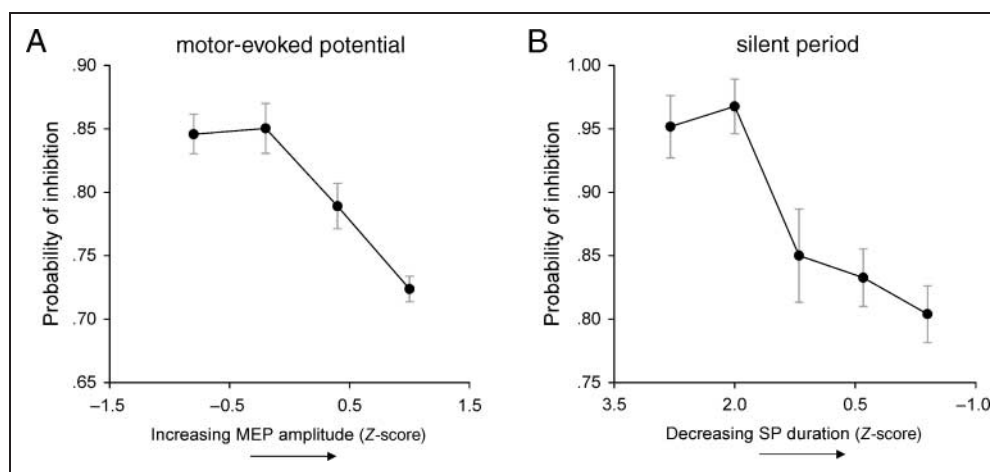 A
motor-evoked potential
Probability of inhibition
.90
.85
.80
.75
.70
.65
–1.5
–0.5
0.5
1.5
Increasing MEP amplitude (Z-score)
B
silent period
Probability of inhibition
1.00
.95
.90
.85
.80
.75
3.5
2.0
0.5
–1.0
Decreasing SP duration (Z-score)